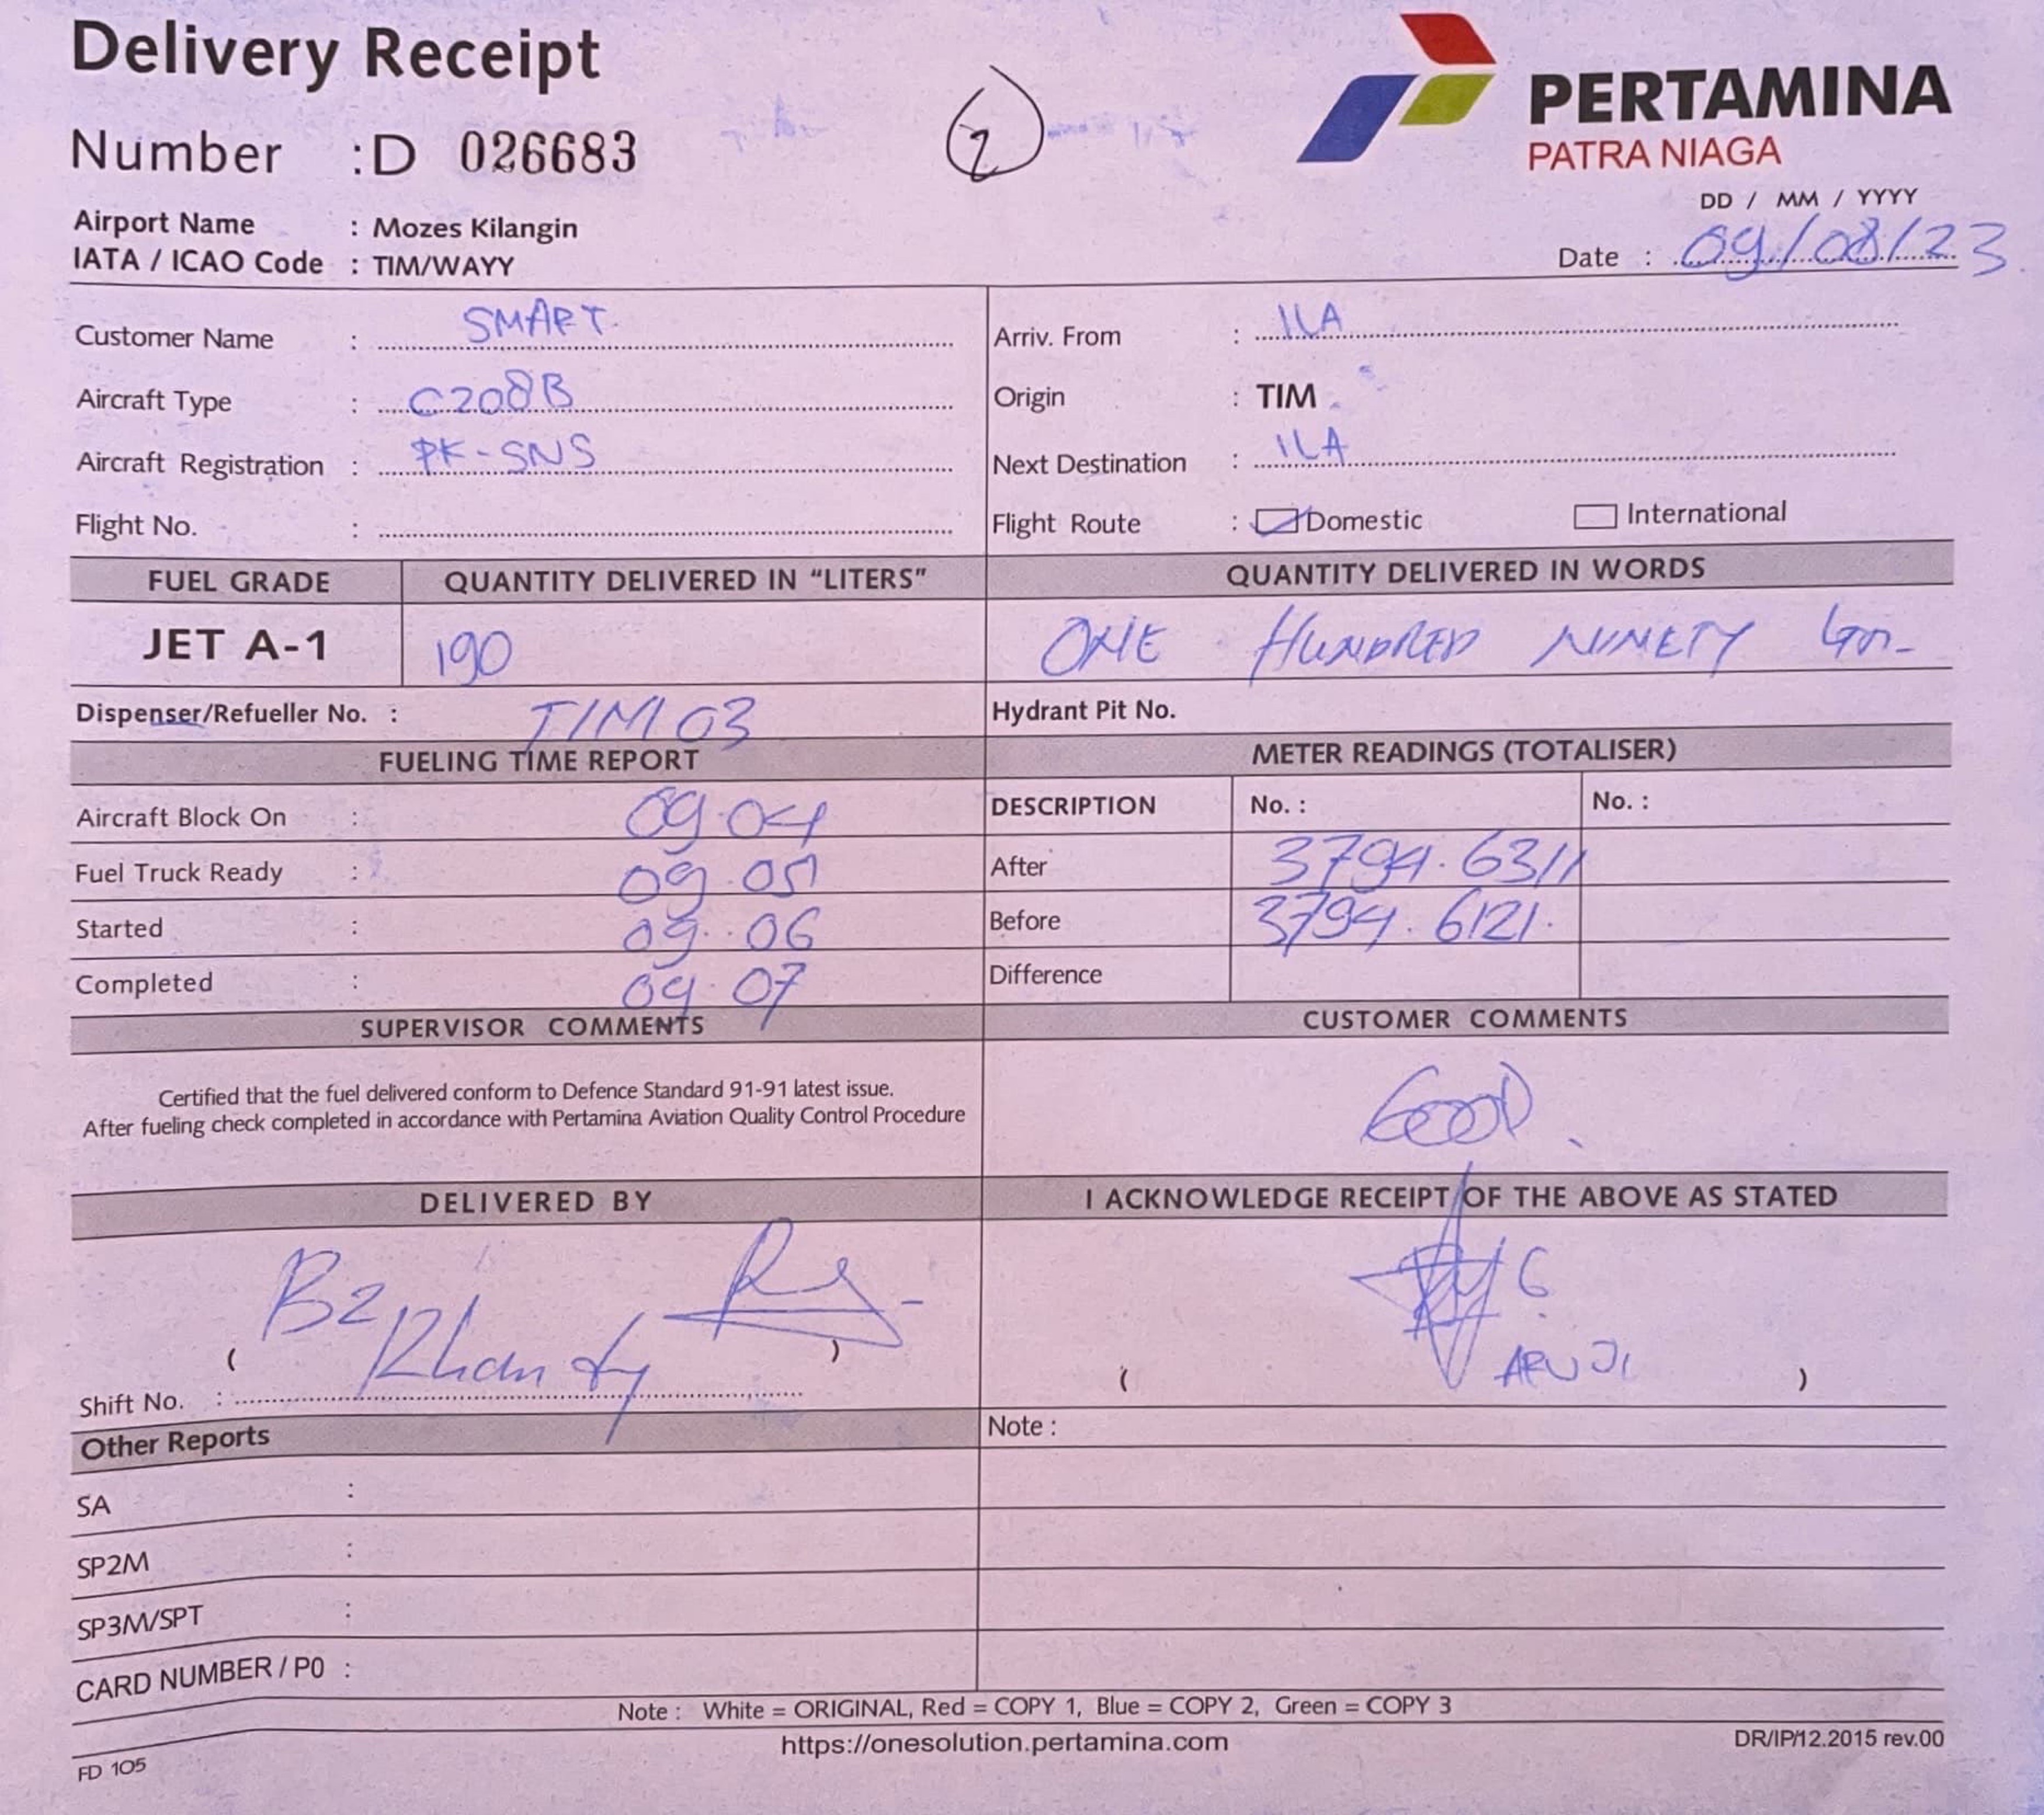 Delivery Receipt
Number : D 026683
2
PERTAMINA
PATRA NIAGA
Airport Name : Mozes Kilangin
IATA / ICAO Code : TIM/WAYY
DD / MM / YYYY
Date : 09/08/23
Customer Name : SMART
Arriv. From : ILA
Aircraft Type : C208B
Origin : TIM
Aircraft Registration : PK-SNS
Next Destination : ILA
Flight No. :
Flight Route : Domestic International
FUEL GRADE QUANTITY DELIVERED IN "LITERS" QUANTITY DELIVERED IN WORDS
JET A-1 190 ONE HUNDRED NINETY
Dispenser/Refueller No. : TIM 03
Hydrant Pit No.
FUELING TIME REPORT METER READINGS (TOTALISER)
Aircraft Block On : 09.04
DESCRIPTION No. : No. :
Fuel Truck Ready : 09.05
After 3794.6311
Started : 09.06
Before 3794.6121.
Completed : 09.07
Difference
SUPERVISOR COMMENTS CUSTOMER COMMENTS
Certified that the fuel delivered conform to Defence Standard 91-91 latest issue.
After fueling check completed in accordance with Pertamina Aviation Quality Control Procedure
GOOD.
DELIVERED BY I ACKNOWLEDGE RECEIPT OF THE ABOVE AS STATED
( )
( )
Shift No. :
Other Reports
Note :
SA :
SP2M :
SP3M/SPT :
CARD NUMBER / P0 :
Note : White = ORIGINAL, Red = COPY 1, Blue = COPY 2, Green = COPY 3
https://onesolution.pertamina.com
DR/IP/12.2015 rev.00
FD 105